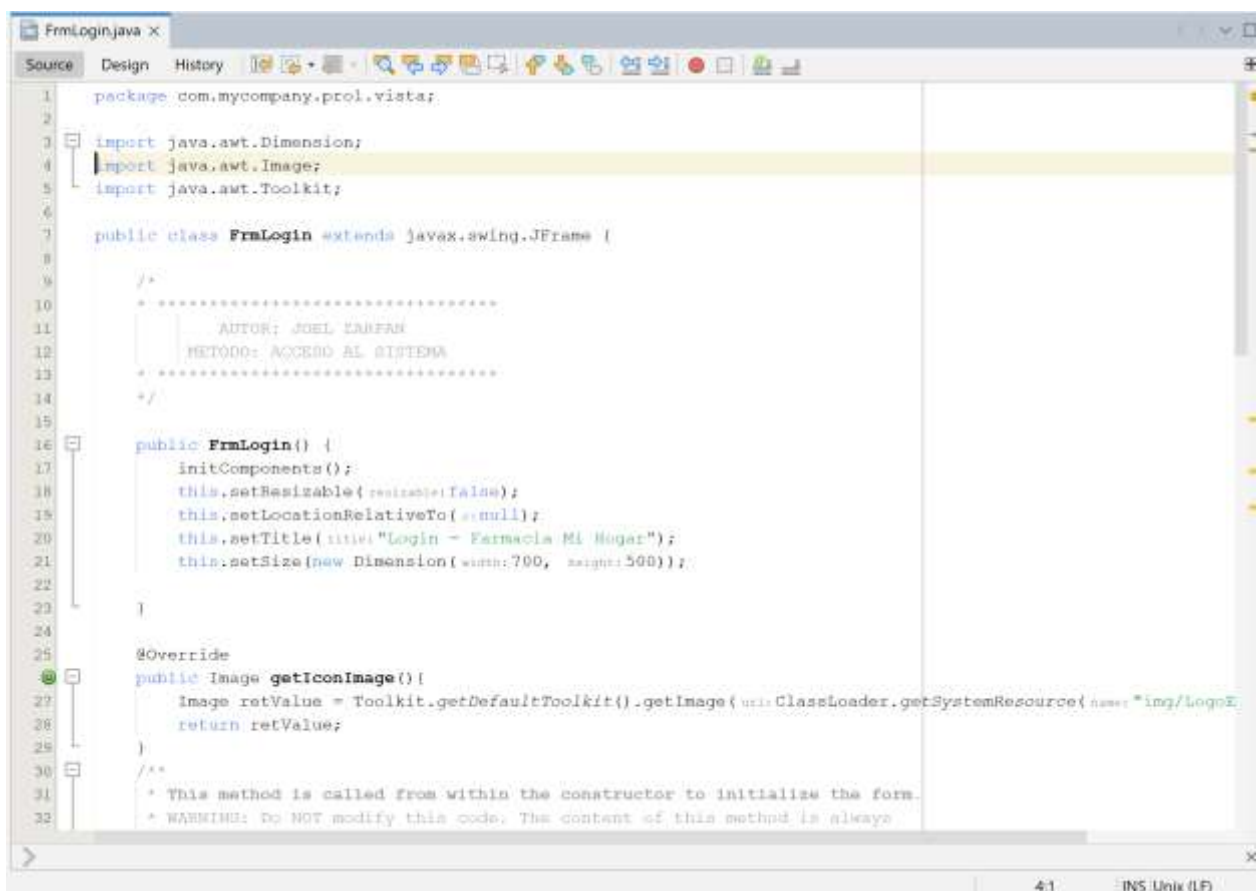 FrmLogin.java ×
Source Design History
1 package com.mycompany.pro1.vista;
2
3 import java.awt.Dimension;
4 import java.awt.Image;
5 import java.awt.Toolkit;
6
7 public class FrmLogin extends javax.swing.JFrame {
8
9 /*
10 * *********************************
11 AUTOR: JOEL ZARFAN
12 METODO: ACCESO AL SISTEMA
13 * *********************************
14 */
15
16 public FrmLogin() {
17 initComponents();
18 this.setResizable( resizable: false);
19 this.setLocationRelativeTo( c: null);
20 this.setTitle( title: "Login - Farmacia Mi Hogar");
21 this.setSize(new Dimension( width: 700, height: 500));
22
23 }
24
25 @Override
public Image getIconImage(){
27 Image retValue = Toolkit.getDefaultToolkit().getImage( url: ClassLoader.getSystemResource( name: "img/LogoE
28 return retValue;
29 }
30 /**
31 * This method is called from within the constructor to initialize the form.
32 * WARNING: Do NOT modify this code. The content of this method is always
4:1 INS Unix (LF)